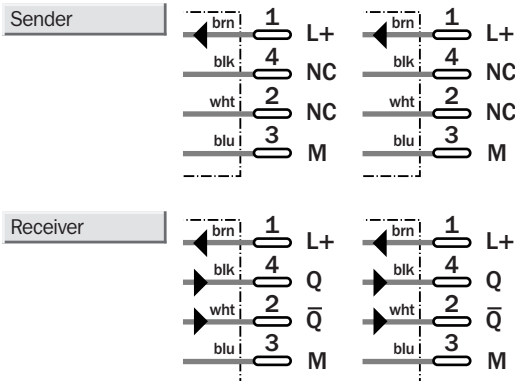 Sender
brn 1 L+ brn 1 L+
blk 4 NC blk 4 NC
wht 2 NC wht 2 NC
blu 3 M blu 3 M
Receiver
brn 1 L+ brn 1 L+
blk 4 Q blk 4 Q
wht 2 Q̅ wht 2 Q̅
blu 3 M blu 3 M